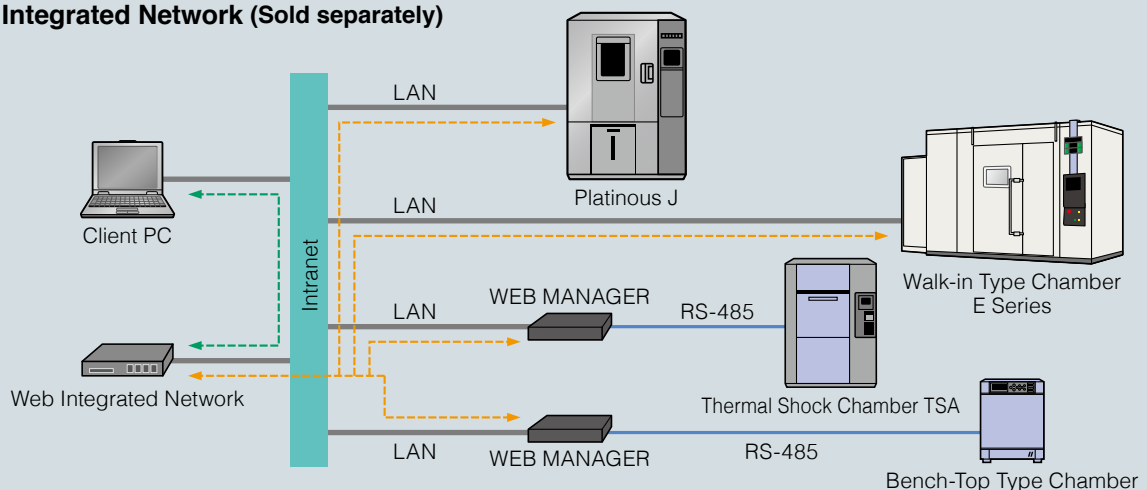 Integrated Network (Sold separately)
LAN
Platinous J
Client PC
LAN
Intranet
Walk-in Type Chamber
E Series
WEB MANAGER
LAN
RS-485
Web Integrated Network
Thermal Shock Chamber TSA
LAN
WEB MANAGER
RS-485
Bench-Top Type Chamber